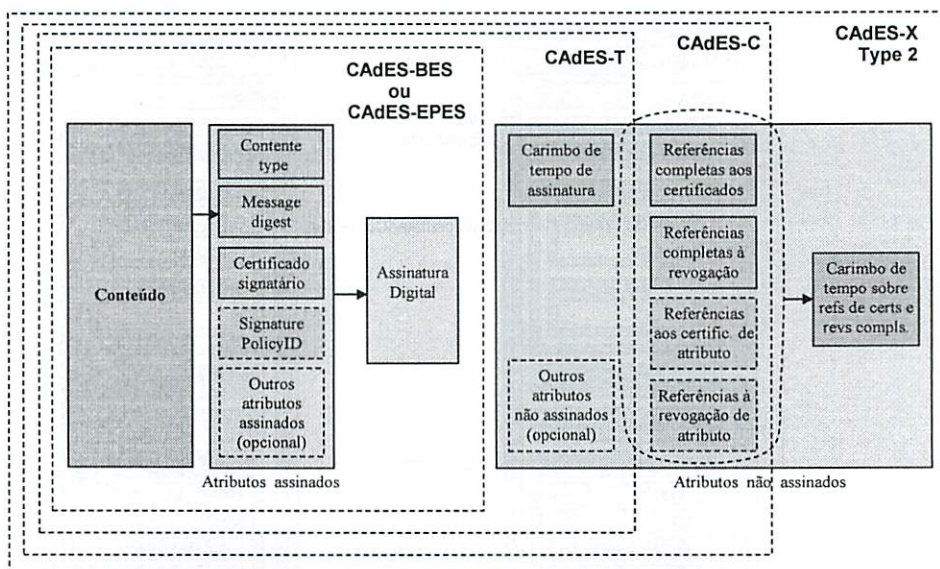 CAdES-X
Type 2
CAdES-C
CAdES-T
CAdES-BES
ou
CAdES-EPES
Conteúdo
Contente
type
Message
digest
Certificado
signatário
Signature
PolicyID
Outros
atributos
assinados
(opcional)
Atributos assinados
Assinatura
Digital
Carimbo de
tempo de
assinatura
Outros
atributos
não assinados
(opcional)
Referências
completas aos
certificados
Referências
completas à
revogação
Referências
aos certific. de
atributo
Referências à
revogação de
atributo
Carimbo de
tempo sobre
refs de certs e
revs compls.
Atributos não assinados